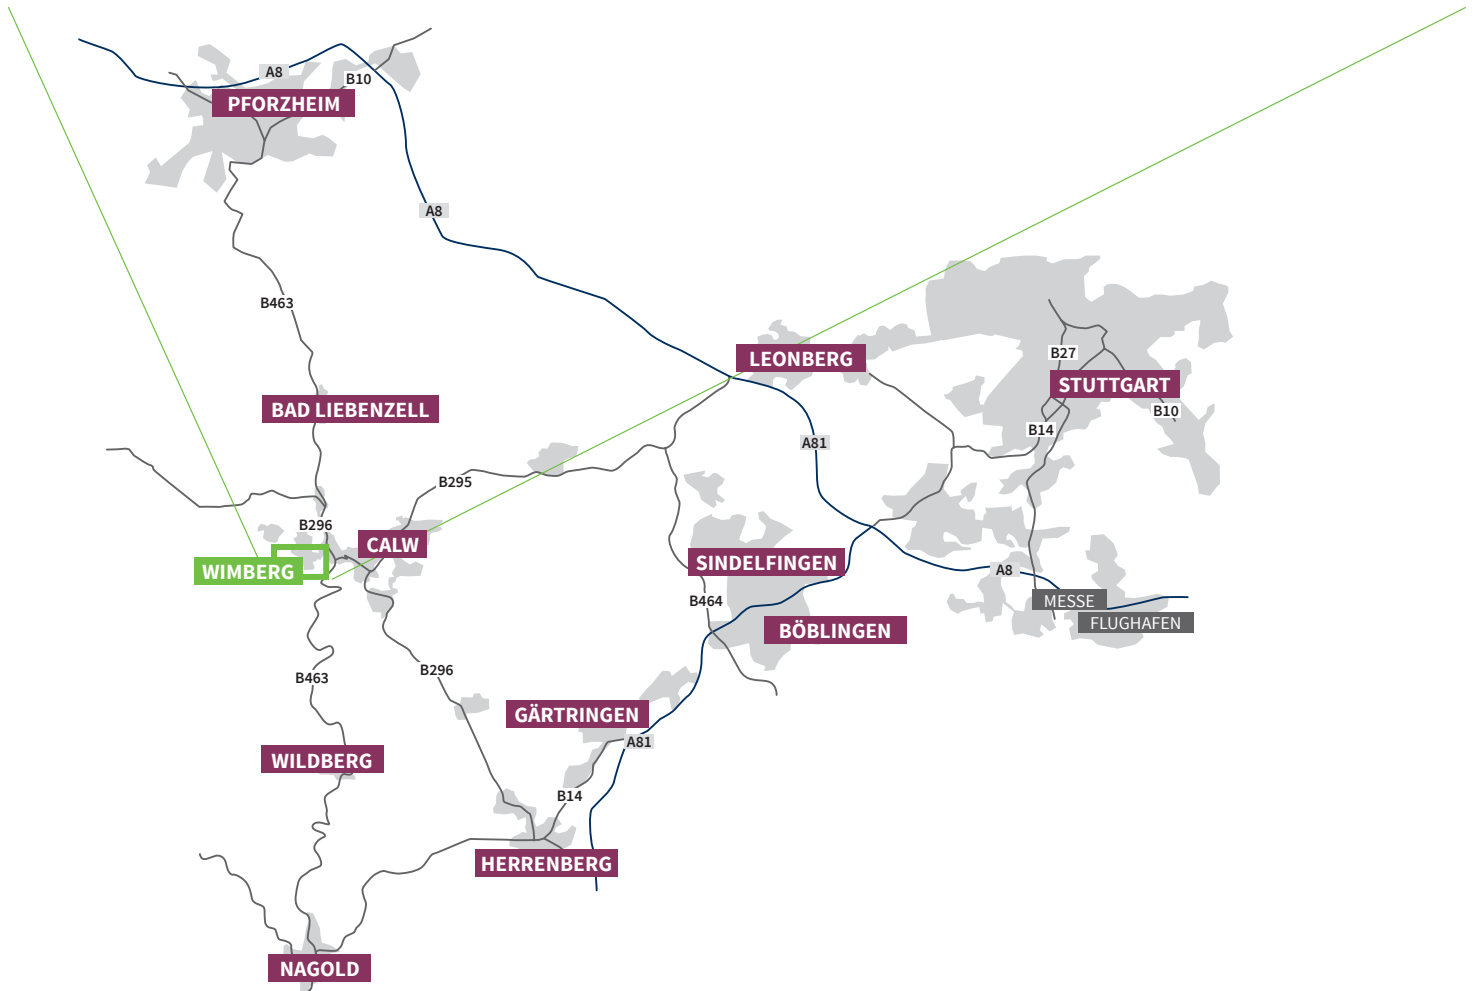 A8
B10
PFORZHEIM
A8
B463
LEONBERG
B27
STUTTGART
BAD LIEBENZELL
B10
B14
A81
B295
B296
CALW
WIMBERG
SINDELFINGEN
A8
B464
MESSE
FLUGHAFEN
BÖBLINGEN
B296
B463
GÄRTRINGEN
A81
WILDBERG
B14
HERRENBERG
NAGOLD